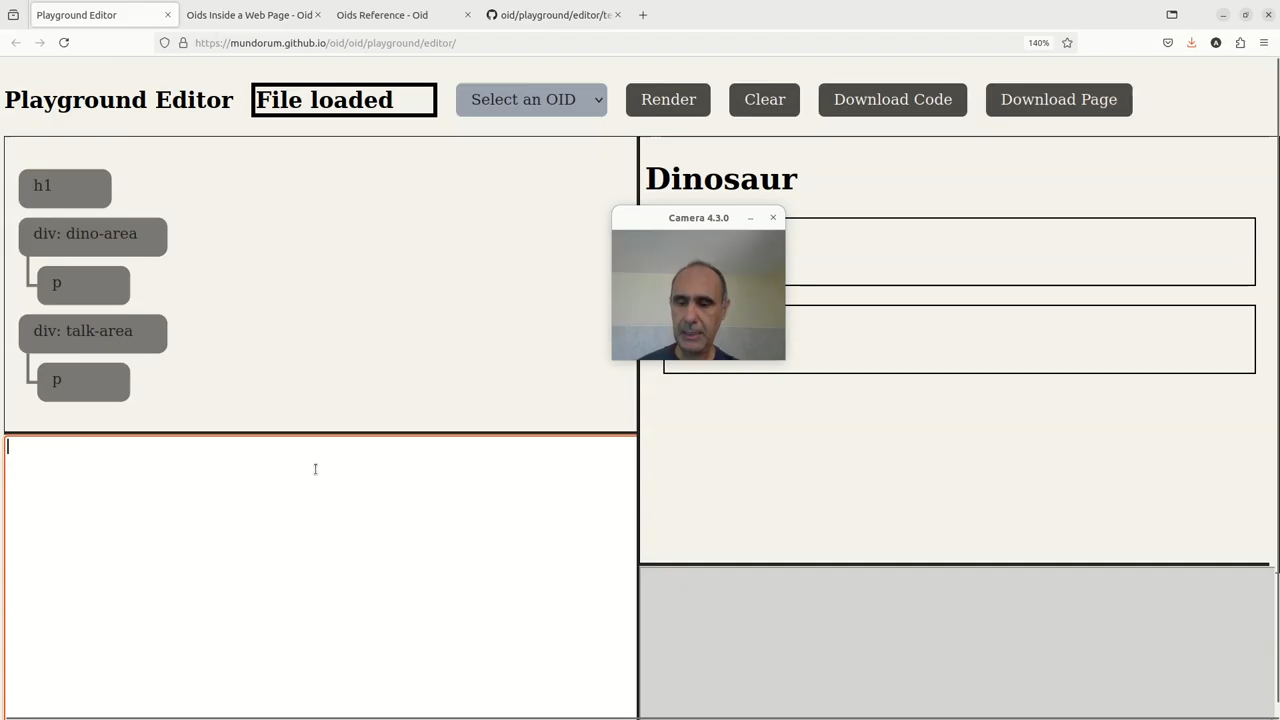 Playground Editor
Oids Inside a Web Page - Oid
Oids Reference - Oid
oid/playground/editor/te
https://mundorum.github.io/oid/oid/playground/editor/
140%
Playground Editor
File loaded
Select an OID
Render
Clear
Download Code
Download Page
h1
div: dino-area
p
div: talk-area
p
Dinosaur
Camera 4.3.0